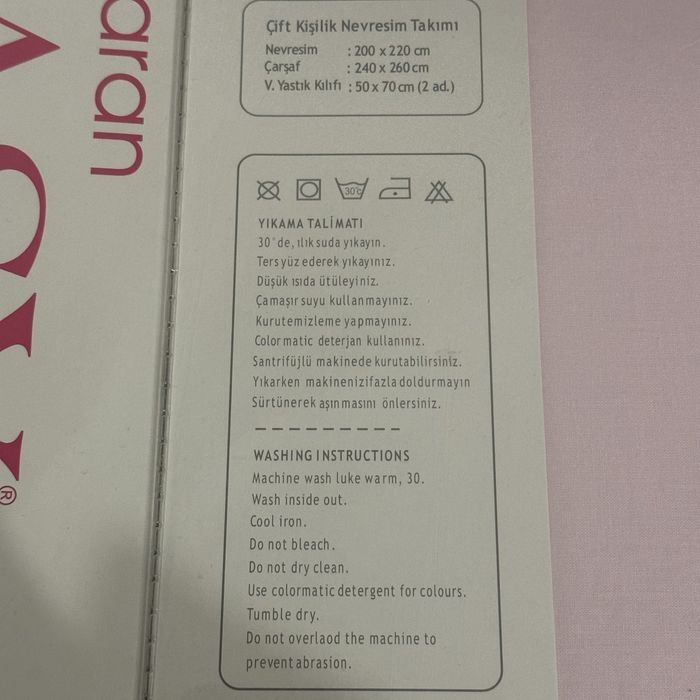 aran
®
Çift Kişilik Nevresim Takımı
Nevresim : 200 x 220 cm
Çarşaf : 240 x 260 cm
V. Yastık Kılıfı : 50 x 70 cm (2 ad.)
30°c
YIKAMA TALİMATI
30°de, ılık suda yıkayın.
Ters yüz ederek yıkayınız.
Düşük ısıda ütüleyiniz.
Çamaşır suyu kullanmayınız.
Kurutemizleme yapmayınız.
Colormatic deterjan kullanınız.
Santrifüjlü makinede kurutabilirsiniz.
Yıkarken makinenizi fazla doldurmayın
Sürtünerek aşınmasını önlersiniz.
WASHING INSTRUCTIONS
Machine wash luke warm, 30.
Wash inside out.
Cool iron.
Do not bleach.
Do not dry clean.
Use colormatic detergent for colours.
Tumble dry.
Do not overlaod the machine to
prevent abrasion.